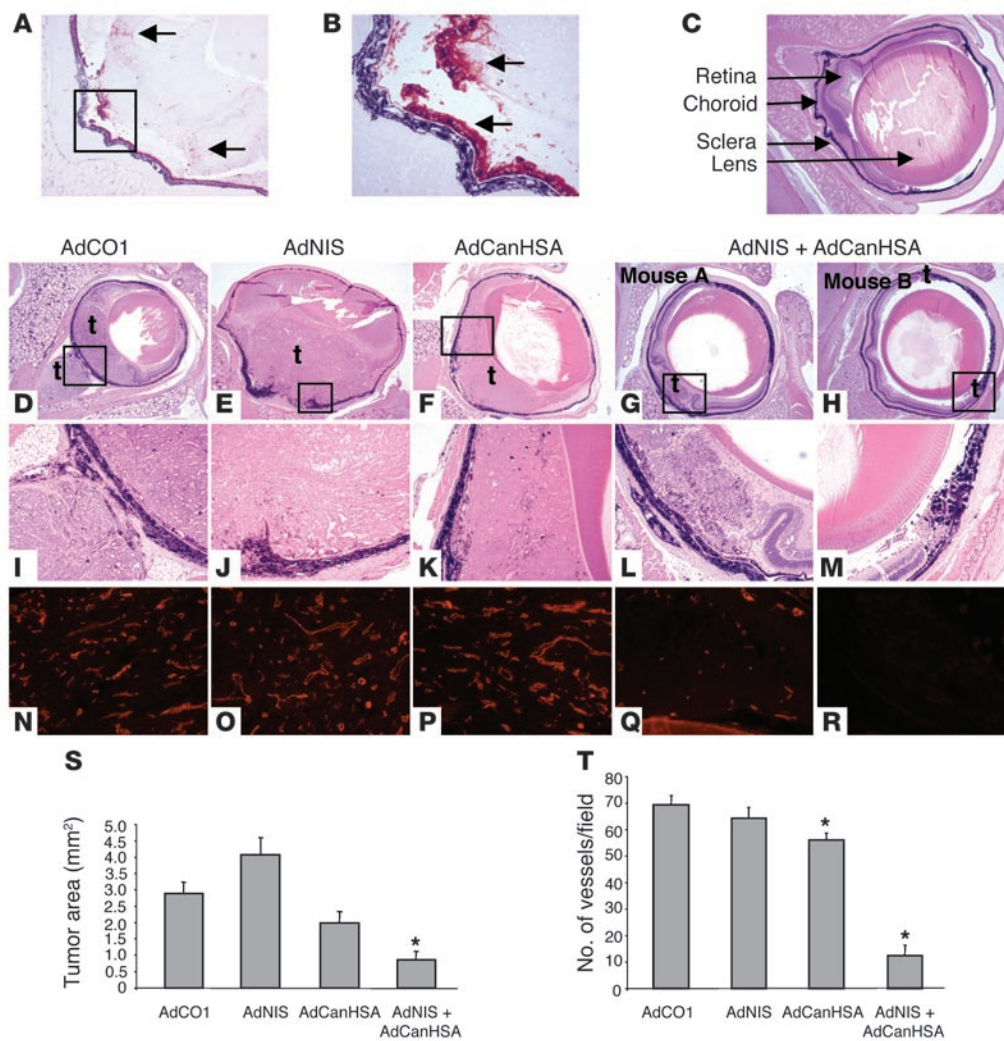 A
B
C
Retina
Choroid
Sclera
Lens
AdCO1
AdNIS
AdCanHSA
AdNIS + AdCanHSA
Mouse A
Mouse B
t
t
t
t
t
t
t
t
D
E
F
G
H
I
J
K
L
M
N
O
P
Q
R
S
T
Tumor area (mm²)
5.0
4.5
4.0
3.5
3.0
2.5
2.0
1.5
1.0
0.5
0
*
AdCO1
AdNIS
AdCanHSA
AdNIS +
AdCanHSA
No. of vessels/field
80
70
60
50
40
30
20
10
0
*
*
AdCO1
AdNIS
AdCanHSA
AdNIS +
AdCanHSA